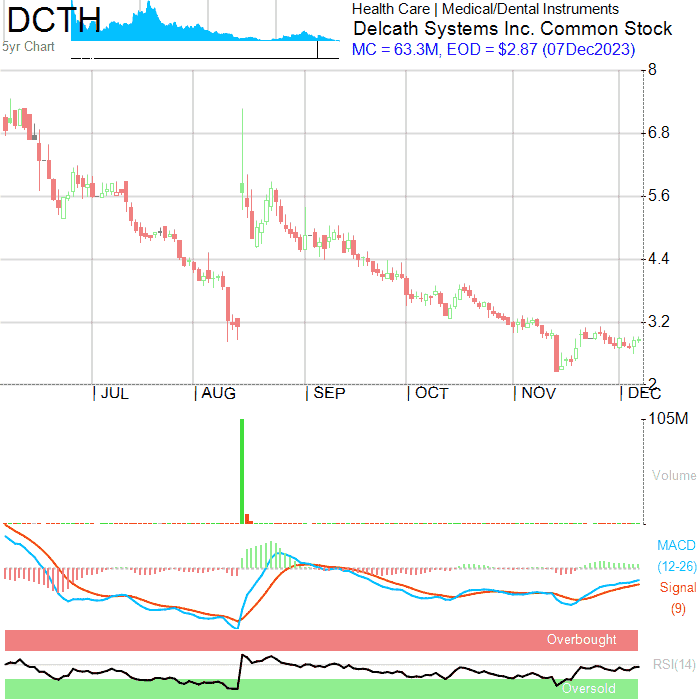 DCTH
5yr Chart
Health Care | Medical/Dental Instruments
Delcath Systems Inc. Common Stock
MC = 63.3M, EOD = $2.87 (07Dec2023)
8
6.8
5.6
4.4
3.2
2
JUL AUG SEP OCT NOV DEC
105M
Volume
MACD
(12-26)
Signal
(9)
Overbought
RSI(14)
Oversold